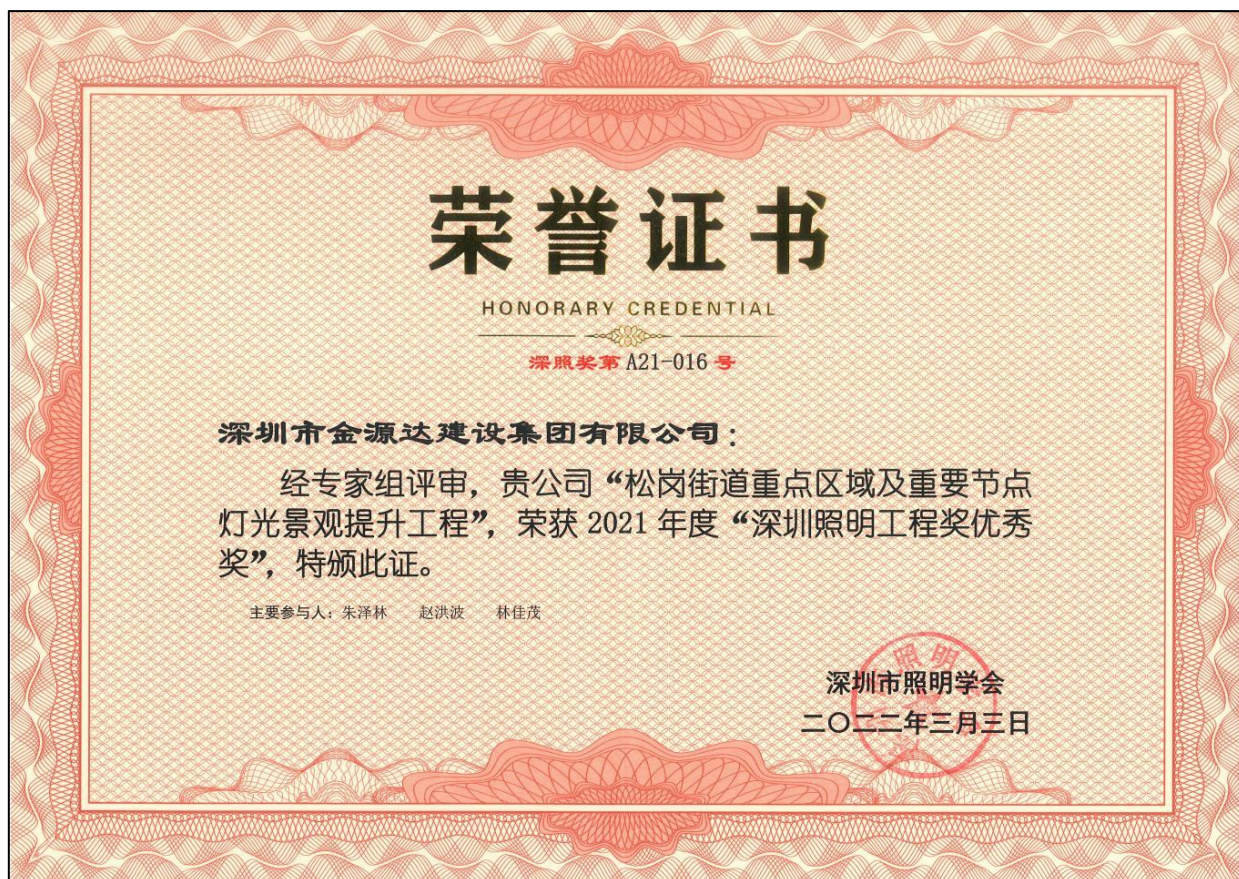 荣誉证书
HONORARY CREDENTIAL
深照奖第 A21-016 号
深圳市金源达建设集团有限公司：
经专家组评审，贵公司“松岗街道重点区域及重要节点
灯光景观提升工程”，荣获 2021 年度“深圳照明工程奖优秀
奖”，特颁此证。
主要参与人：朱泽林 赵洪波 林佳茂
深圳市照明学会
二〇二二年三月三日